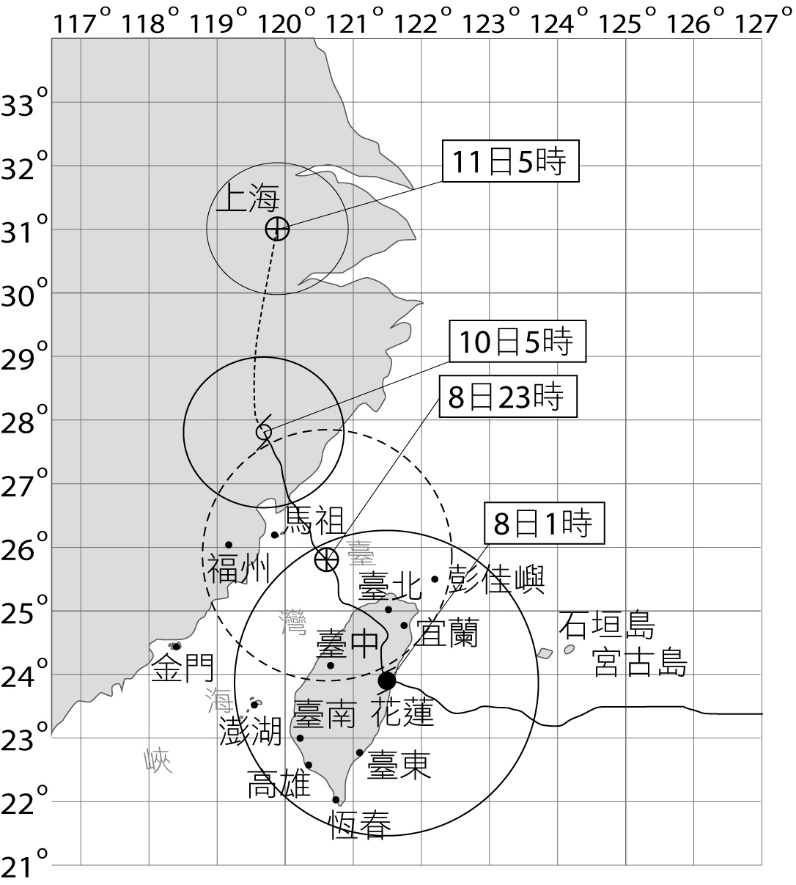 117° 118° 119° 120° 121° 122° 123° 124° 125° 126° 127°
33°
32°
11日5時
上海
31°
30°
29°
10日5時
28°
8日23時
27°
馬祖
8日1時
26°
福州
臺
臺北
彭佳嶼
25°
灣
臺中
宜蘭
石垣島
宮古島
金門
24°
海
澎湖
臺南
花蓮
23°
峽
高雄
臺東
22°
恆春
21°